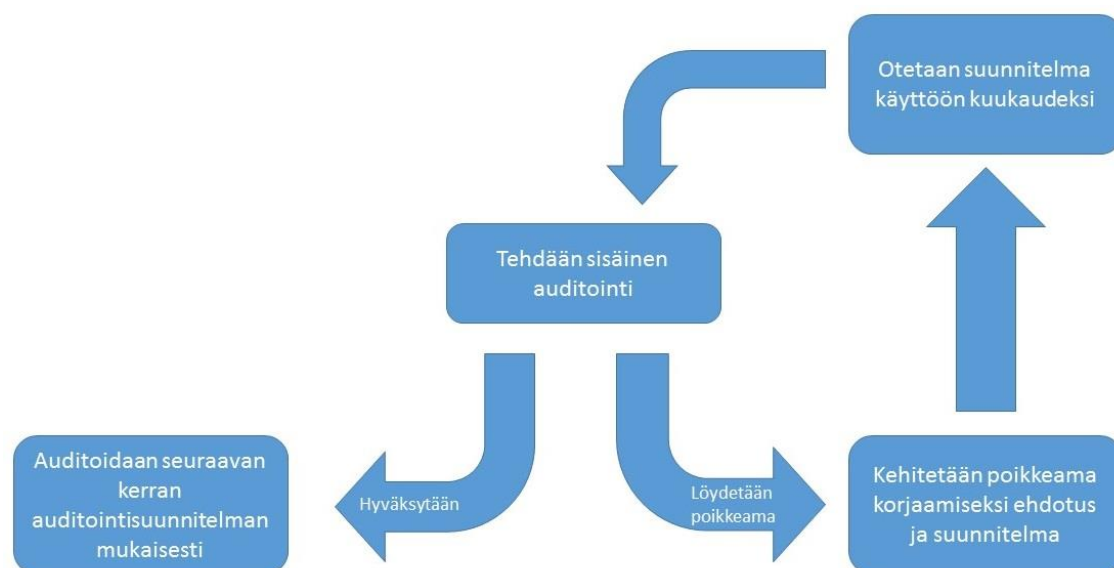 Otetaan suunnitelma
käyttöön kuukaudeksi
Tehdään sisäinen
auditointi
Hyväksytään
Löydetään
poikkeama
Auditoidaan seuraavan
kerran
auditointisuunnitelman
mukaisesti
Kehitetään poikkeama
korjaamiseksi ehdotus
ja suunnitelma